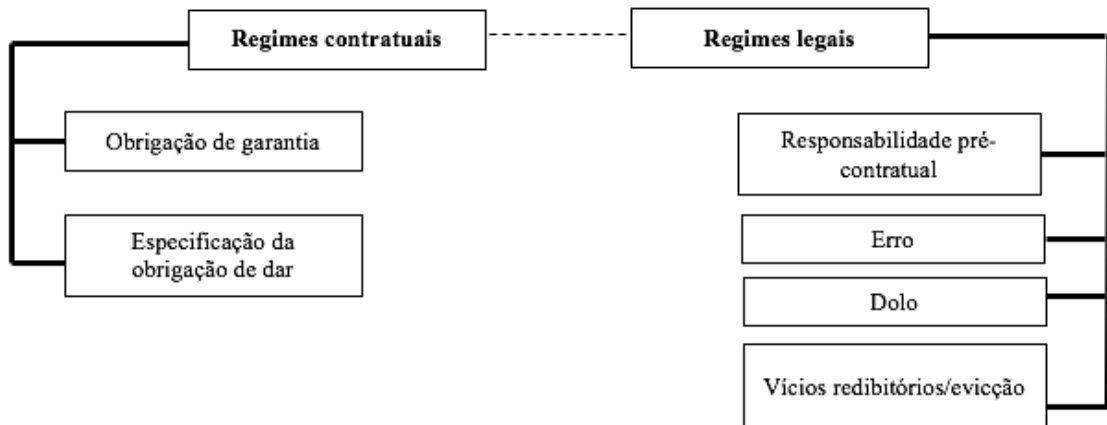 Regimes contratuais
Regimes legais
Obrigação de garantia
Especificação da
obrigação de dar
Responsabilidade pré-
contratual
Erro
Dolo
Vícios redibitórios/evicção